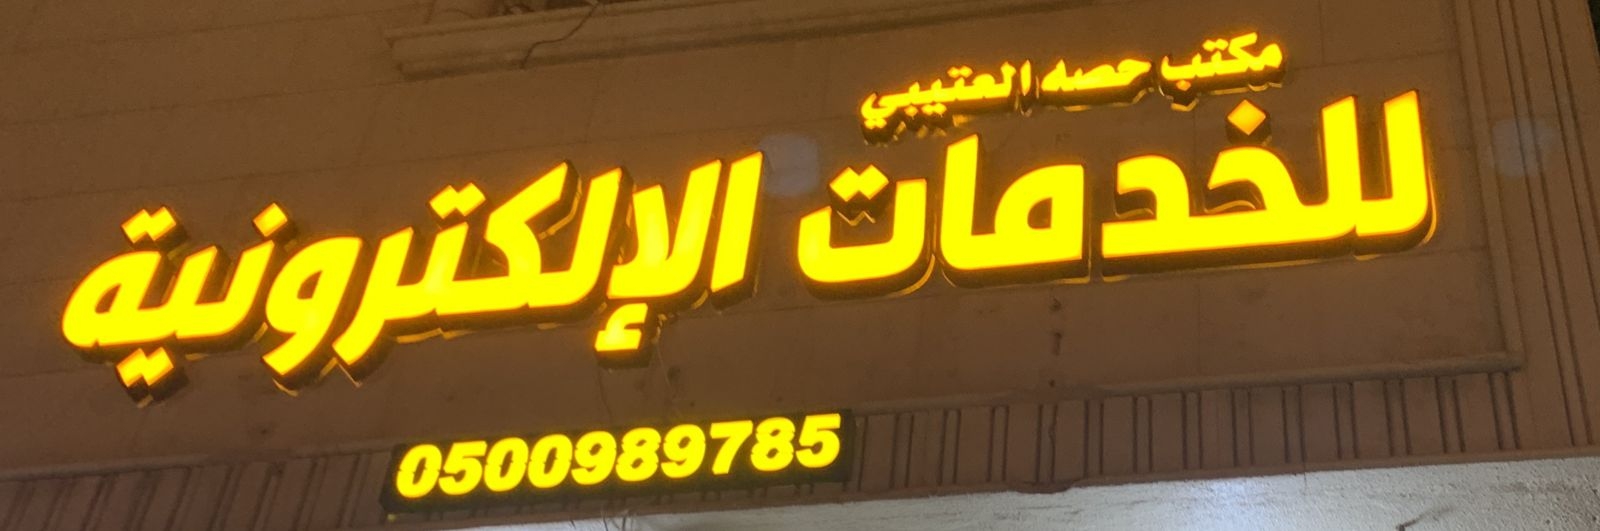 مكتب حصه العتيبي
للخدمات الإلكترونية
0500989785